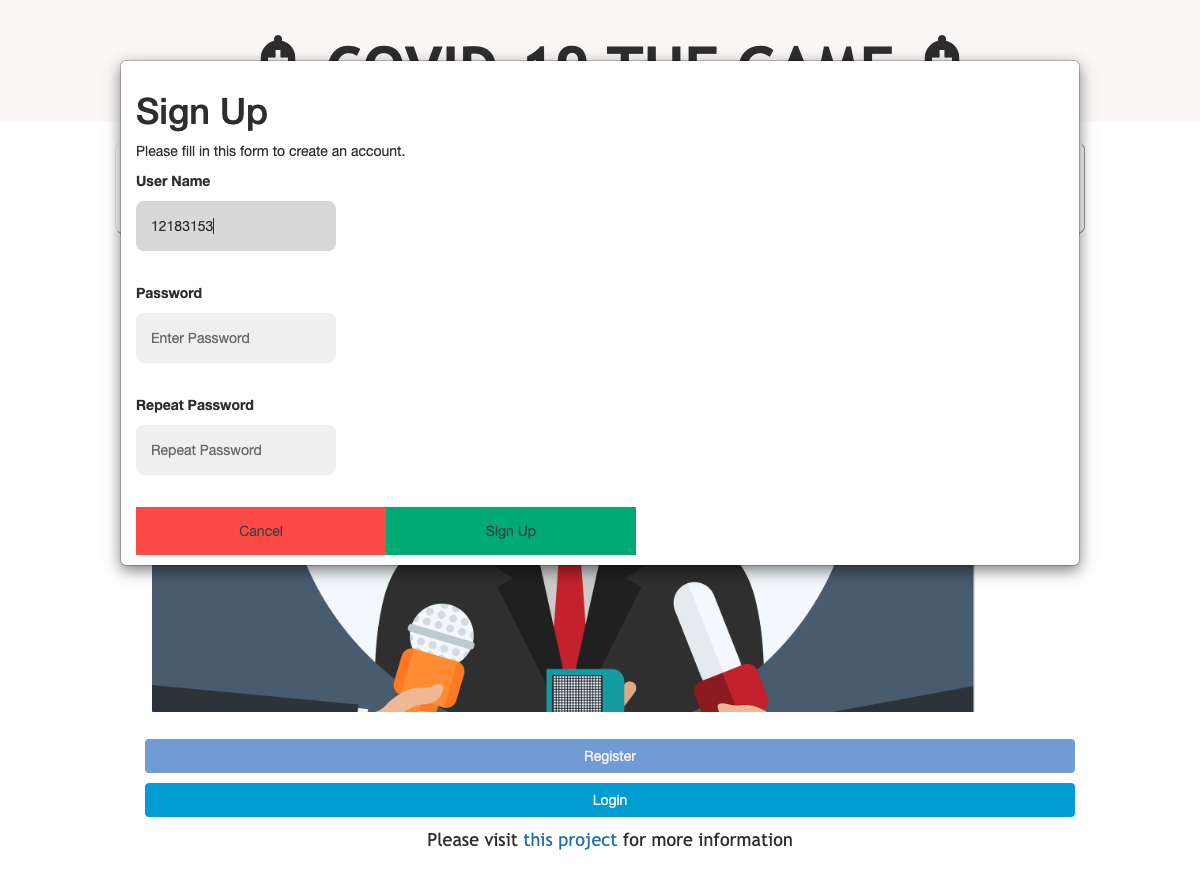 COVID-19 THE GAME
Sign Up
Please fill in this form to create an account.
User Name
12183153
Password
Enter Password
Repeat Password
Repeat Password
Cancel
Sign Up
Register
Login
Please visit this project for more information